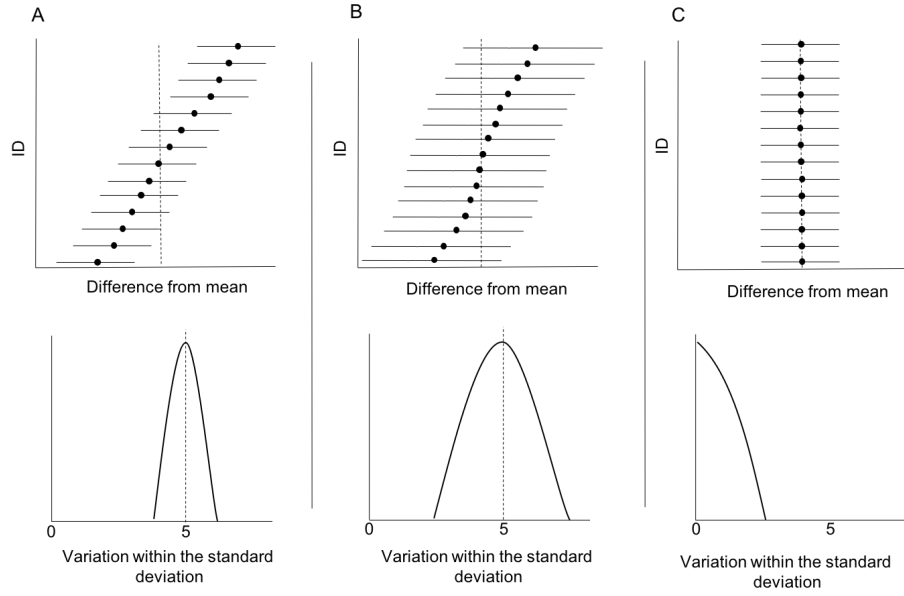 A
B
C
ID
ID
ID
Difference from mean
Difference from mean
Difference from mean
0
5
0
5
0
5
Variation within the standard
deviation
Variation within the standard
deviation
Variation within the standard
deviation